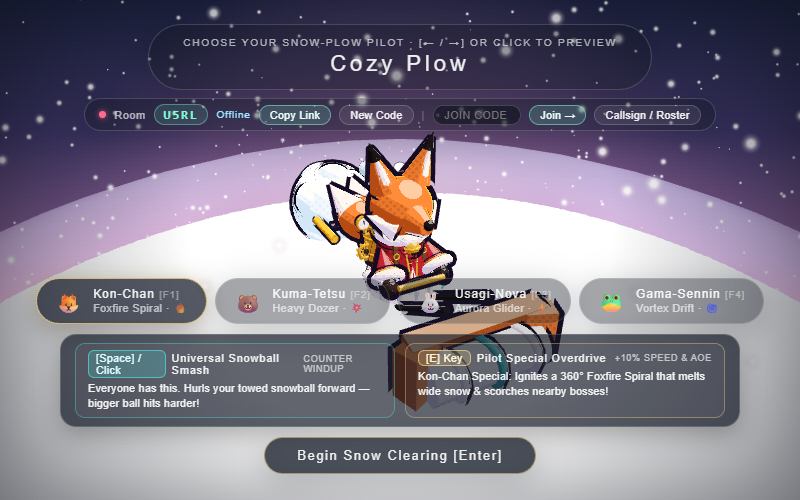 CHOOSE YOUR SNOW-PLOW PILOT · [← / →] OR CLICK TO PREVIEW
Cozy Plow
Room U5RL Offline Copy Link New Code | JOIN CODE Join → Callsign / Roster
Kon-Chan [F1]
Foxfire Spiral ·
Kuma-Tetsu [F2]
Heavy Dozer ·
Usagi-Nova
Aurora Glider ·
Gama-Sennin [F4]
Vortex Drift ·
[Space] / Click
Universal Snowball Smash
COUNTER WINDUP
Everyone has this. Hurls your towed snowball forward —
bigger ball hits harder!
[E] Key Pilot Special Overdrive +10% SPEED & AOE
Kon-Chan Special: Ignites a 360° Foxfire Spiral that melts
wide snow & scorches nearby bosses!
Begin Snow Clearing [Enter]